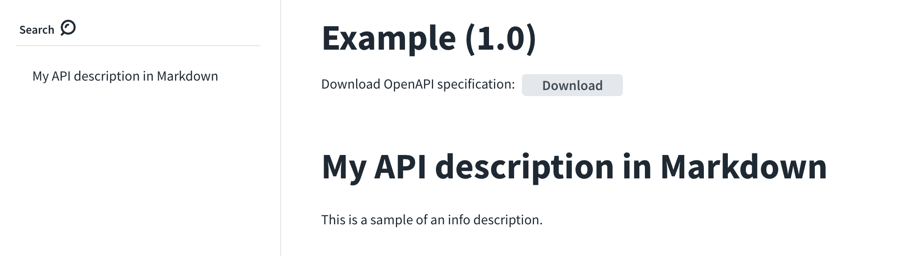 Search
My API description in Markdown
Example (1.0)
Download OpenAPI specification: Download
My API description in Markdown
This is a sample of an info description.